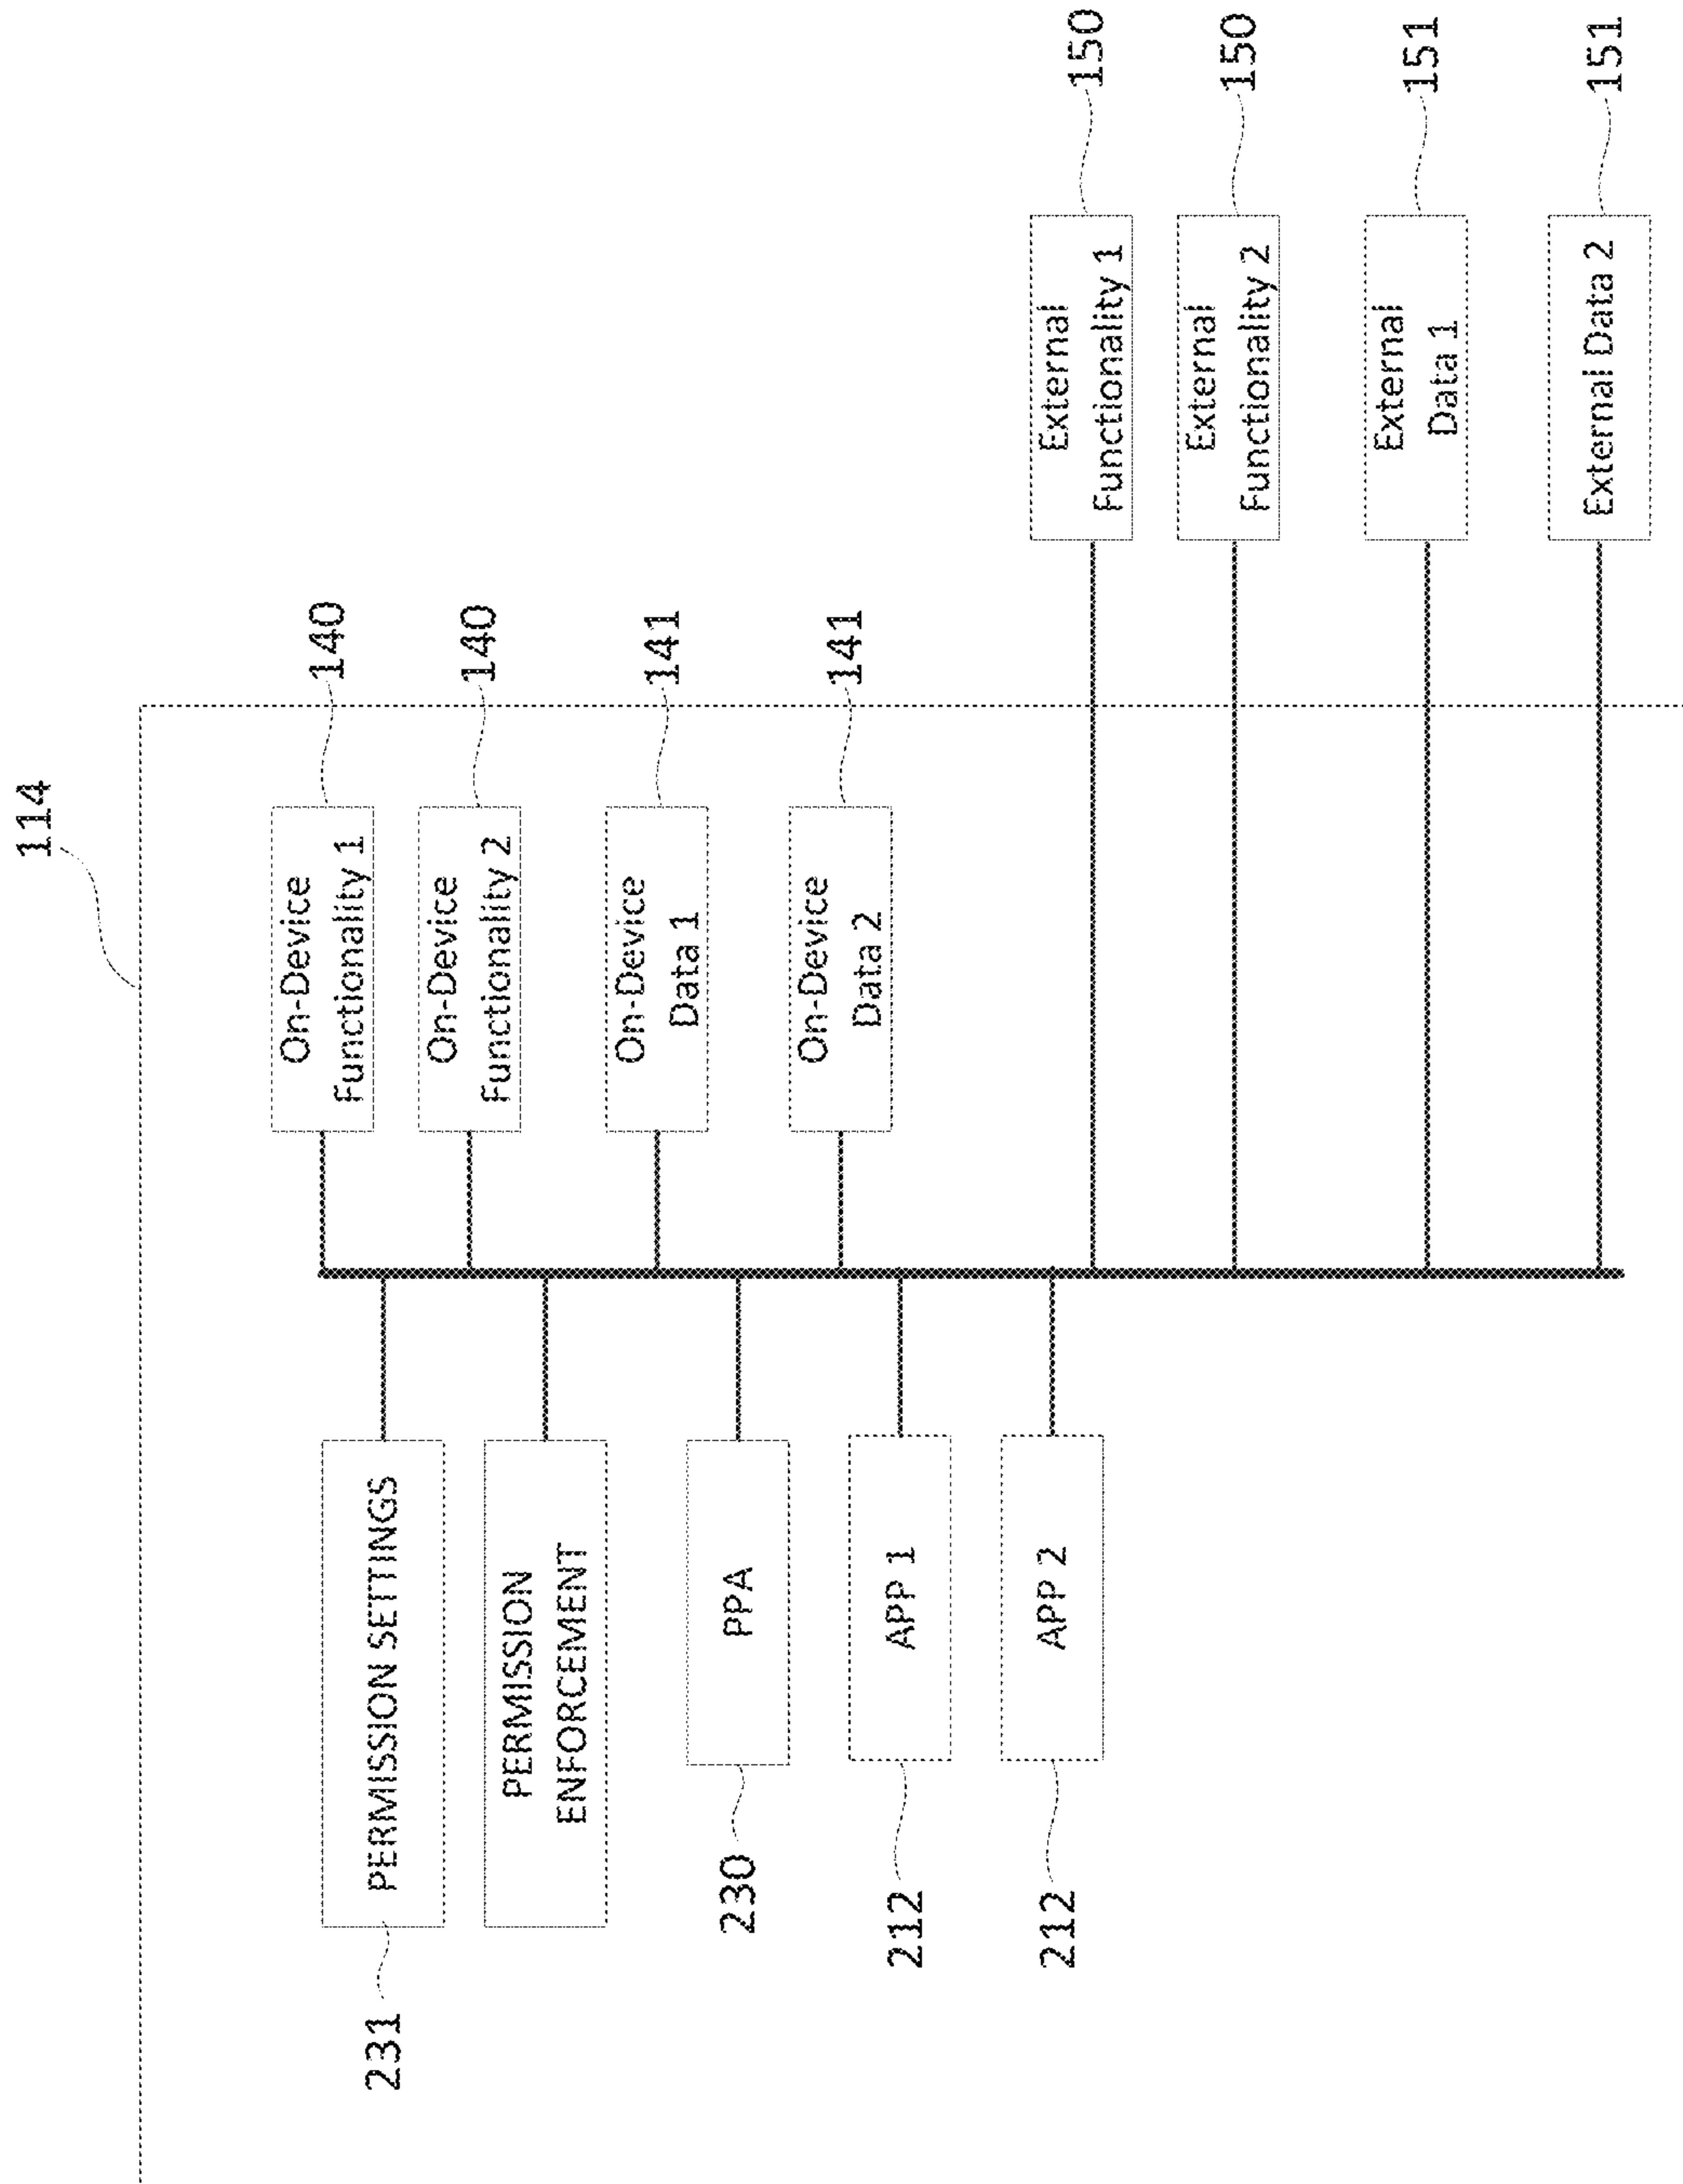 114
On-Device
Functionality 1
140
On-Device
Functionality 2
140
On-Device
Data 1
141
On-Device
Data 2
141
External
Functionality 1
150
External
Functionality 2
150
External
Data 1
151
External Data 2
151
231
PERMISSION SETTINGS
PERMISSION
ENFORCEMENT
230
PPA
212
APP 1
212
APP 2